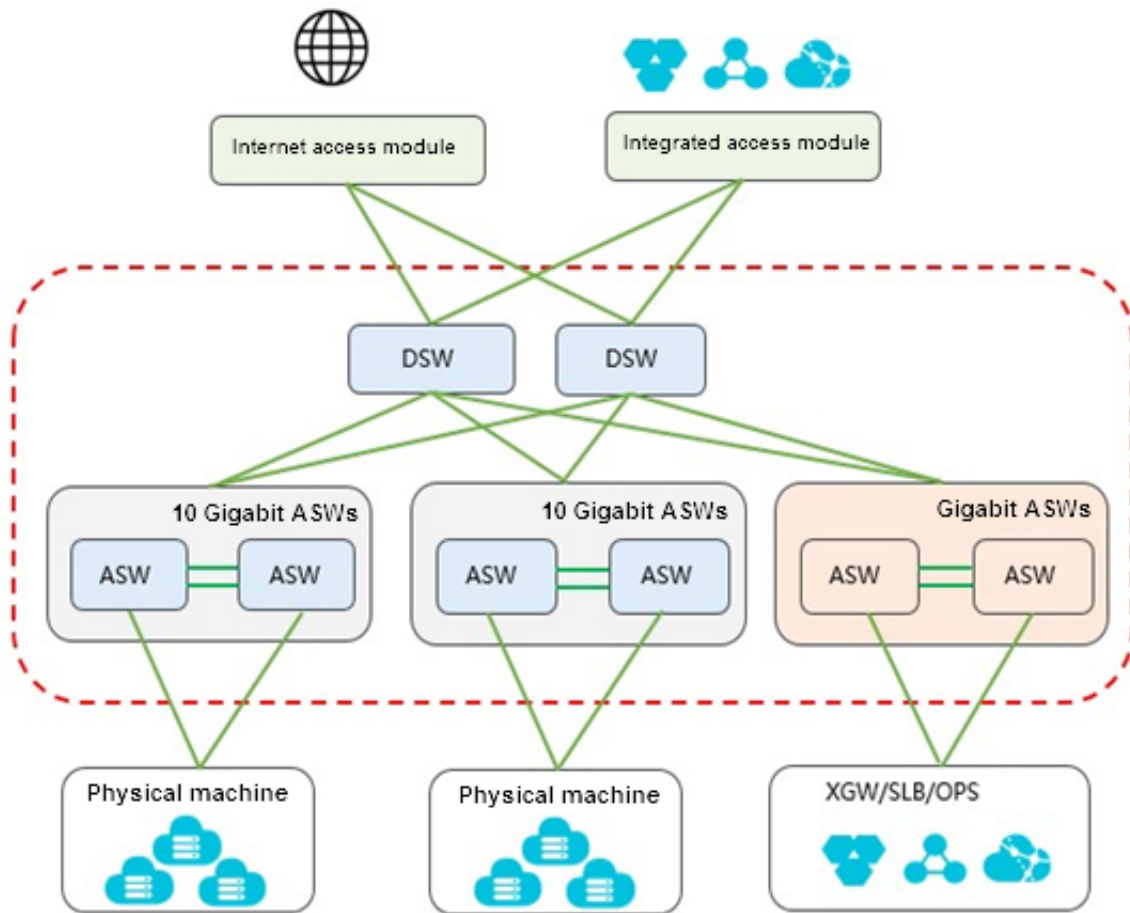 Internet access module
Integrated access module
DSW
DSW
10 Gigabit ASWs
ASW
ASW
10 Gigabit ASWs
ASW
ASW
Gigabit ASWs
ASW
ASW
Physical machine
Physical machine
XGW/SLB/OPS